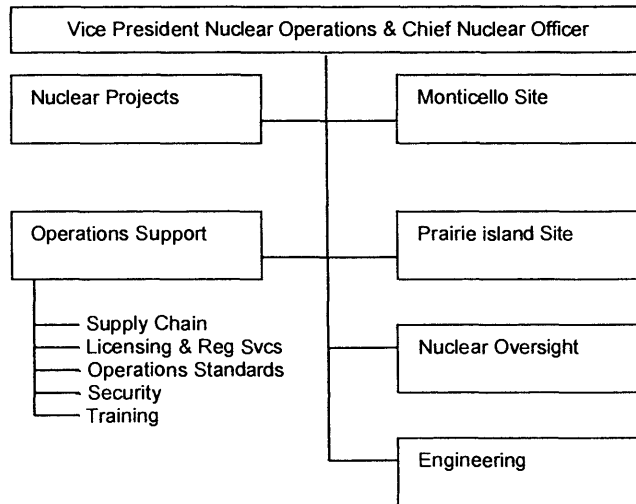 Vice President Nuclear Operations & Chief Nuclear Officer
Nuclear Projects
Monticello Site
Operations Support
Prairie island Site
Supply Chain
Licensing & Reg Svcs
Operations Standards
Security
Training
Nuclear Oversight
Engineering